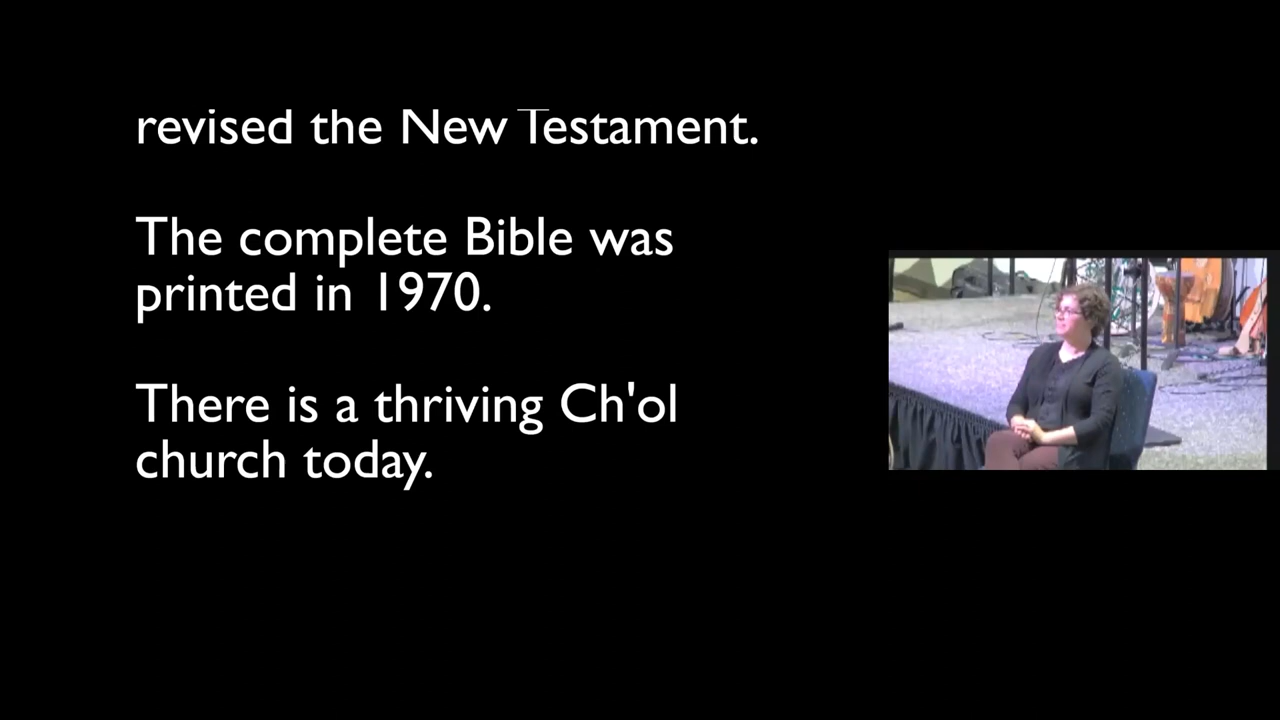 revised the New Testament.
The complete Bible was
printed in 1970.
There is a thriving Ch'ol
church today.